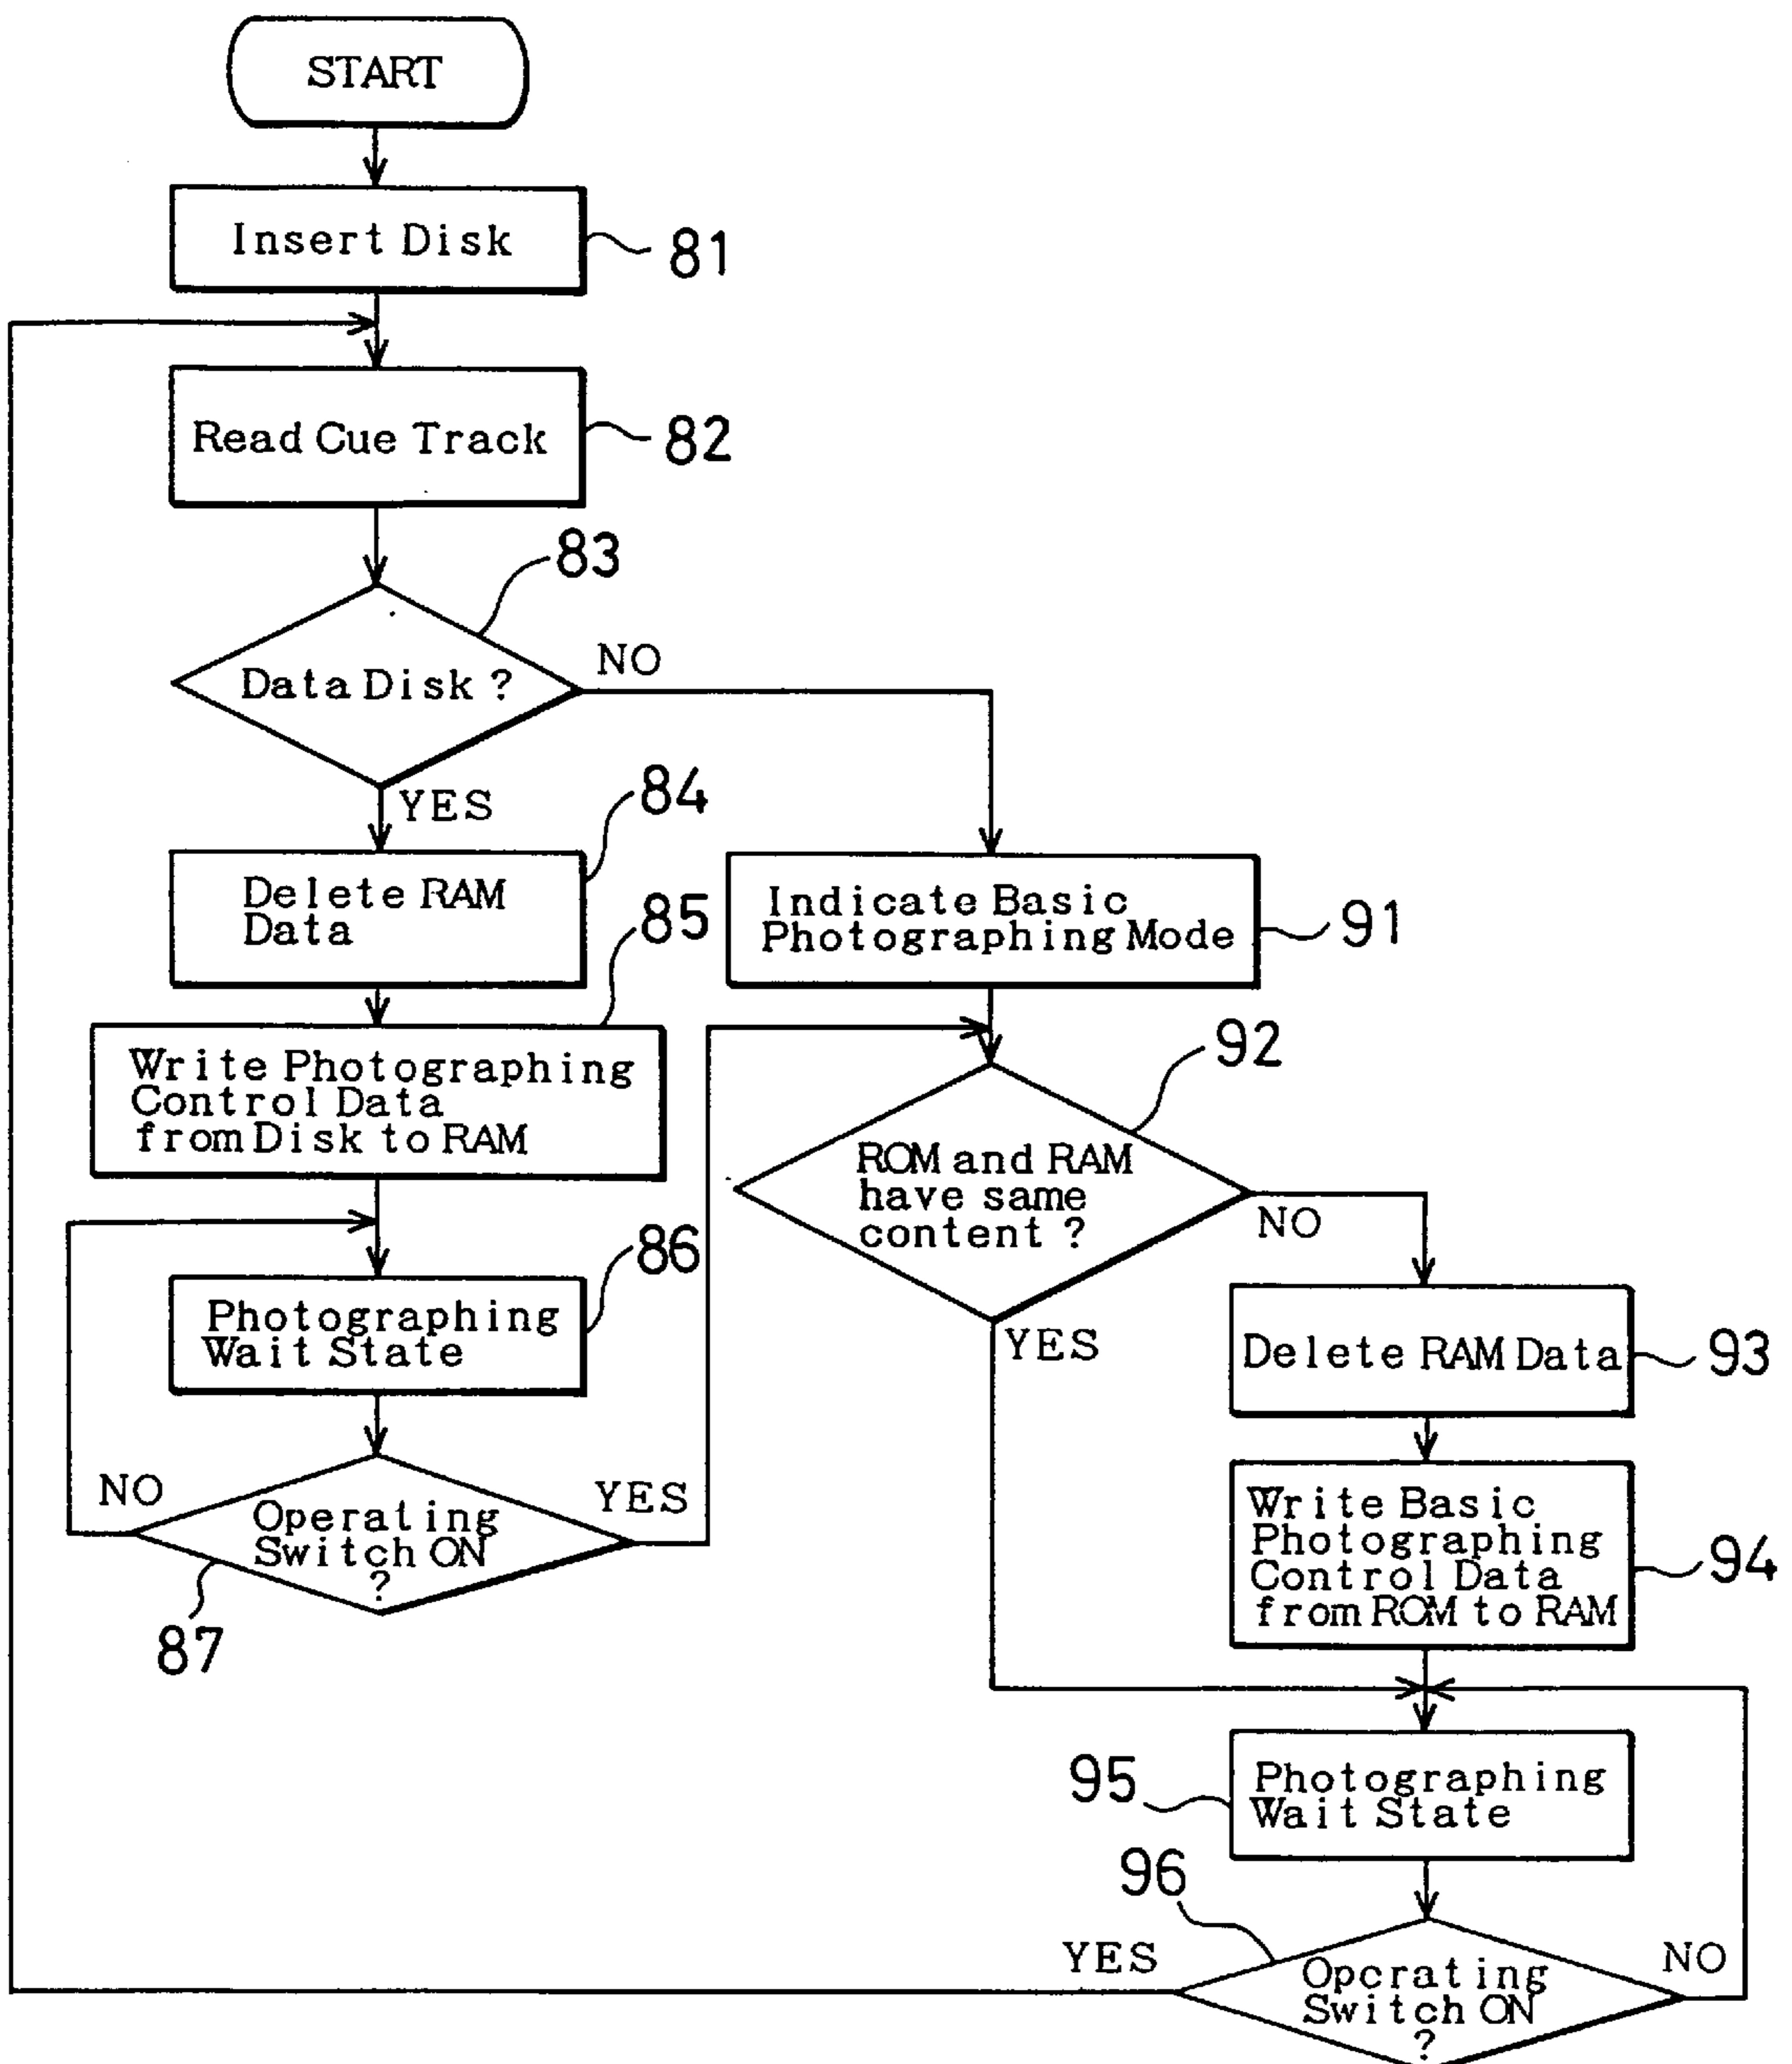 START
Insert Disk
81
Read Cue Track
82
83
Data Disk ?
NO
YES
84
Delete RAM
Data
85
Write Photographing
Control Data
from Disk to RAM
86
Photographing
Wait State
NO
YES
Operating
Switch ON
?
87
Indicate Basic
Photographing Mode
91
92
ROM and RAM
have same
content ?
NO
YES
Delete RAM Data
93
Write Basic
Photographing
Control Data
from ROM to RAM
94
95
Photographing
Wait State
96
YES
NO
Operating
Switch ON
?